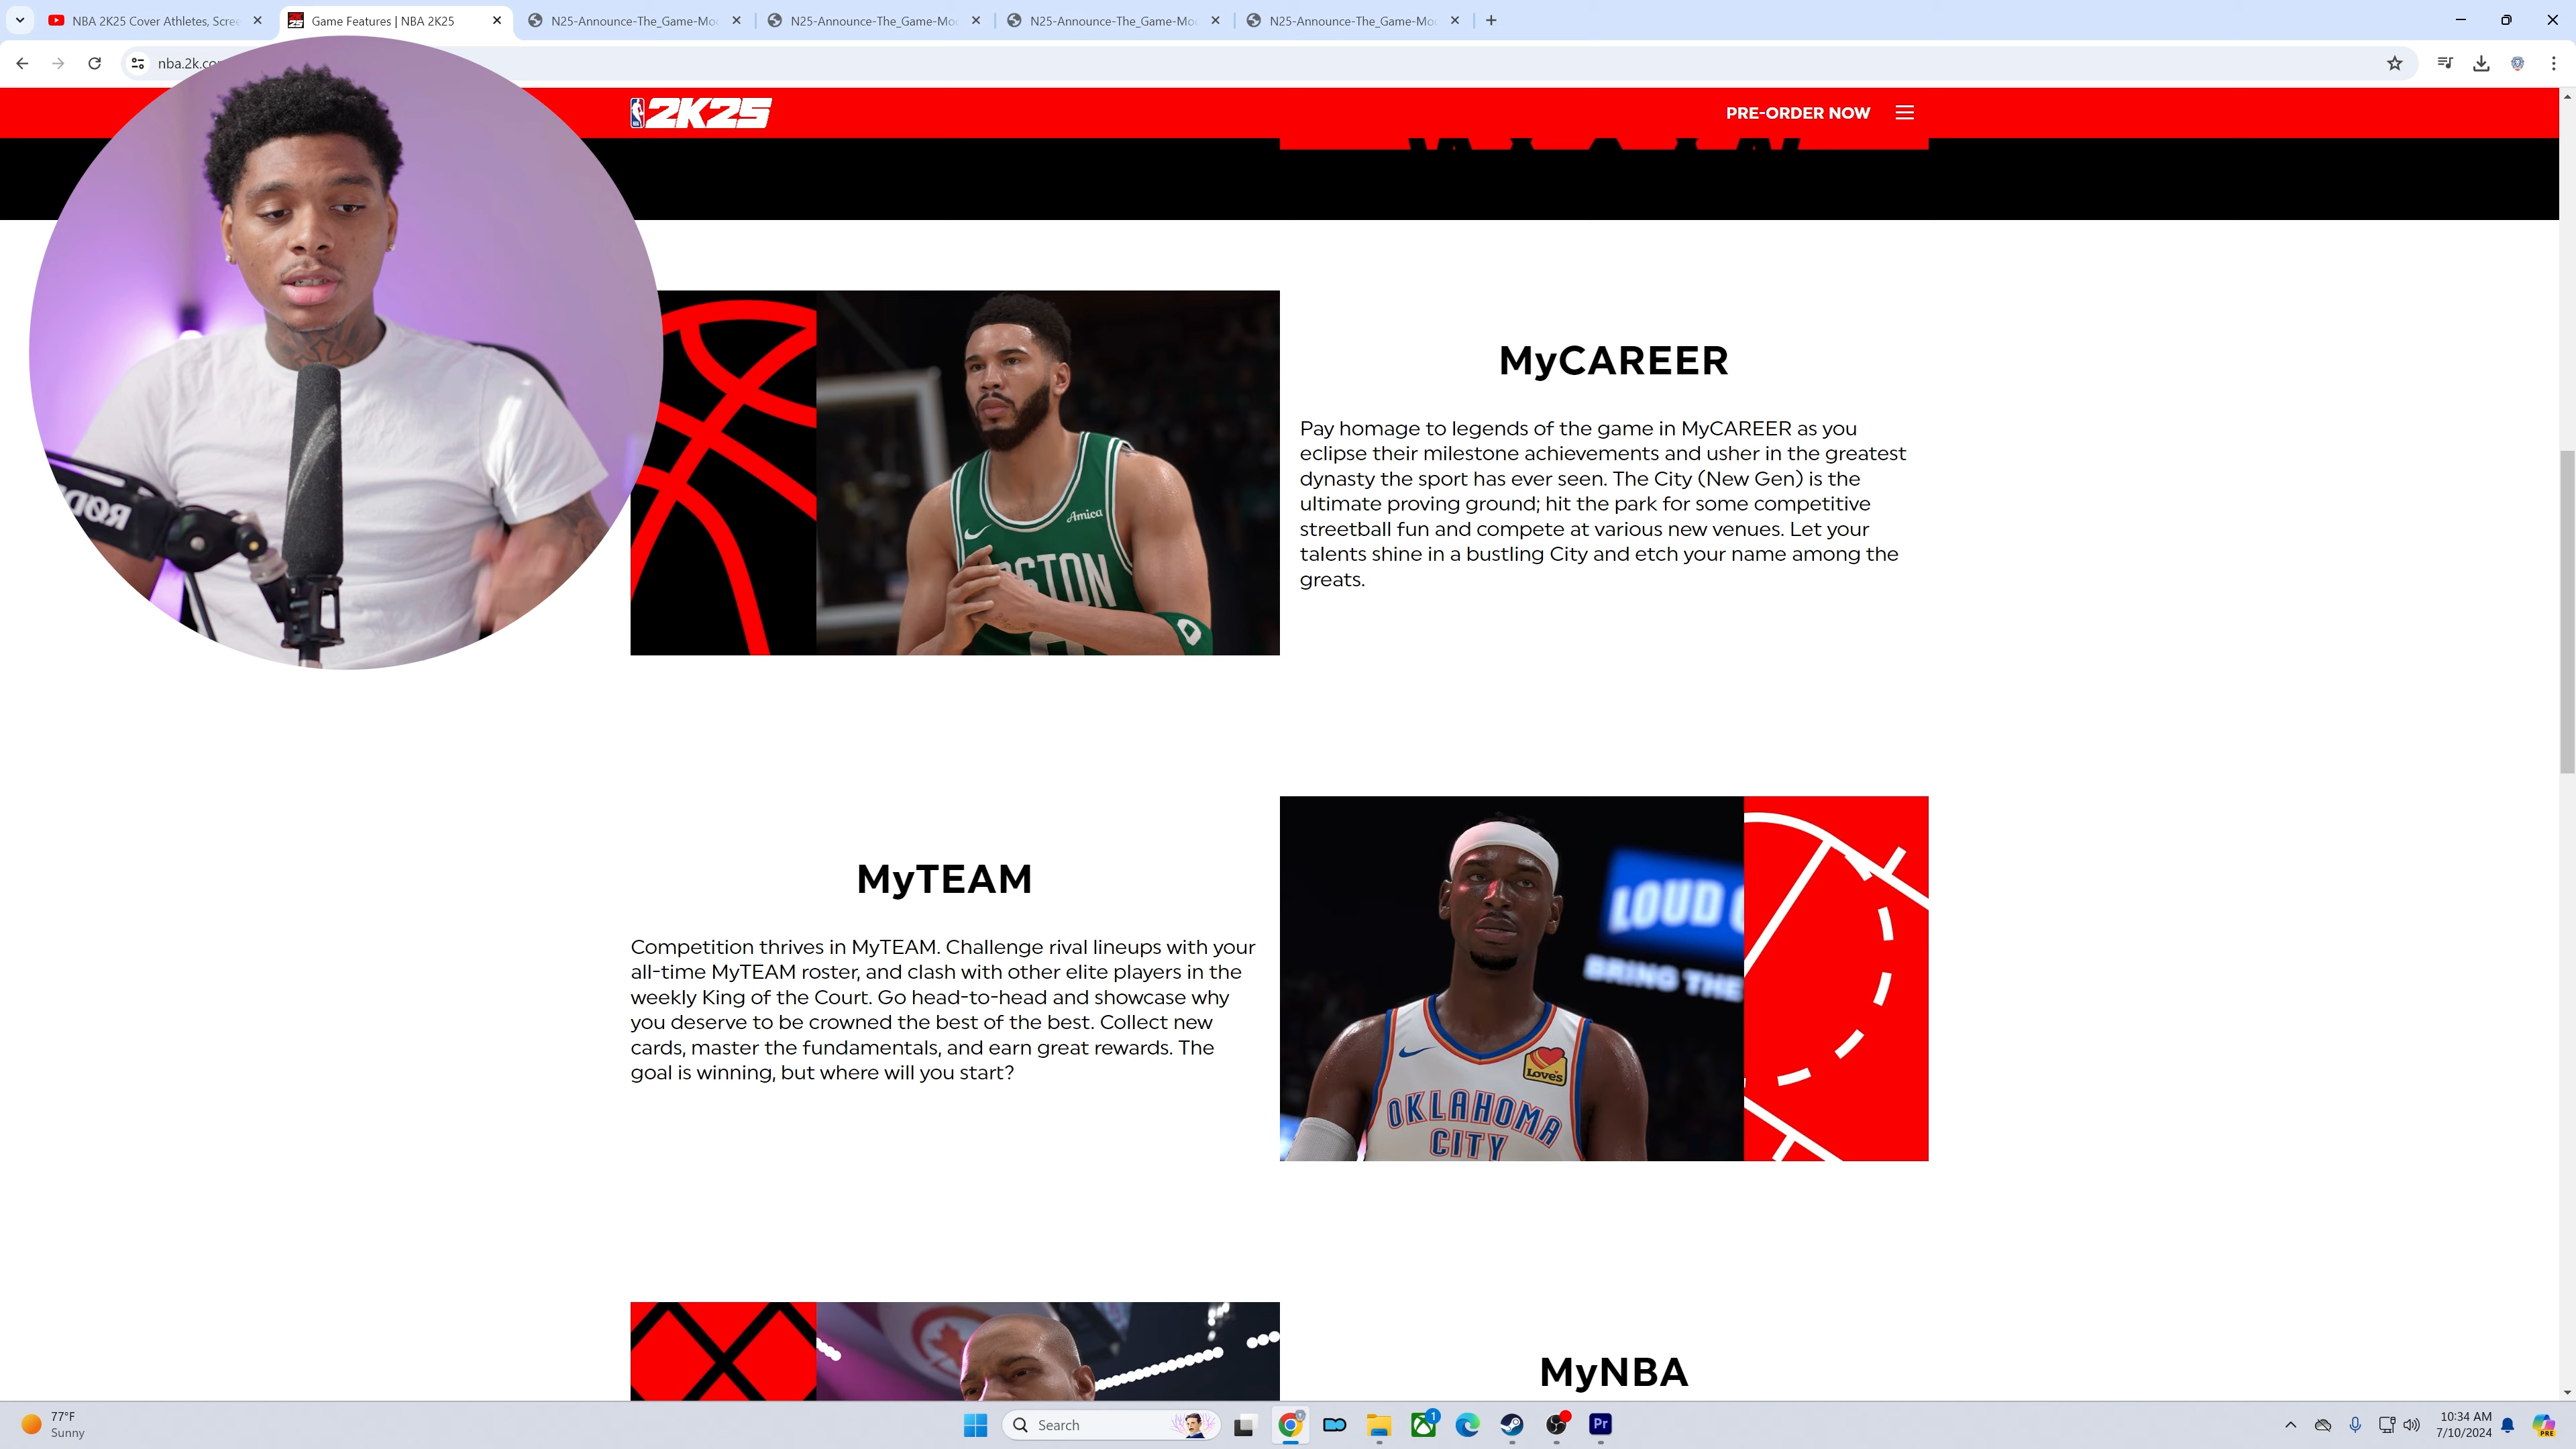 NBA 2K25 Cover Athletes, Scree
Game Features | NBA 2K25
N25-Announce-The_Game-Mo
N25-Announce-The_Game-Mo
N25-Announce-The_Game-Mo
N25-Announce-The_Game-Mo
nba.2k.co
2K25
PRE-ORDER NOW
RØDE
Amica
MyCAREER
Pay homage to legends of the game in MyCAREER as you
eclipse their milestone achievements and usher in the greatest
dynasty the sport has ever seen. The City (New Gen) is the
ultimate proving ground; hit the park for some competitive
streetball fun and compete at various new venues. Let your
talents shine in a bustling City and etch your name among the
greats.
MyTEAM
Competition thrives in MyTEAM. Challenge rival lineups with your
all-time MyTEAM roster, and clash with other elite players in the
weekly King of the Court. Go head-to-head and showcase why
you deserve to be crowned the best of the best. Collect new
cards, master the fundamentals, and earn great rewards. The
goal is winning, but where will you start?
LOUD
BRING THE
Love's
OKLAHOMA
CITY
MyNBA
77°F
Sunny
Search
1
Pr
10:34 AM
7/10/2024
PRE